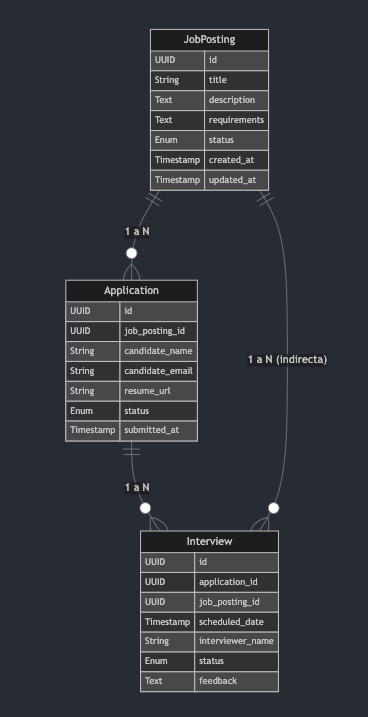 JobPosting
UUID id
String title
Text description
Text requirements
Enum status
Timestamp created_at
Timestamp updated_at
1 a N
Application
UUID id
UUID job_posting_id
String candidate_name
String candidate_email
String resume_url
Enum status
Timestamp submitted_at
1 a N (indirecta)
1 a N
Interview
UUID id
UUID application_id
UUID job_posting_id
Timestamp scheduled_date
String interviewer_name
Enum status
Text feedback